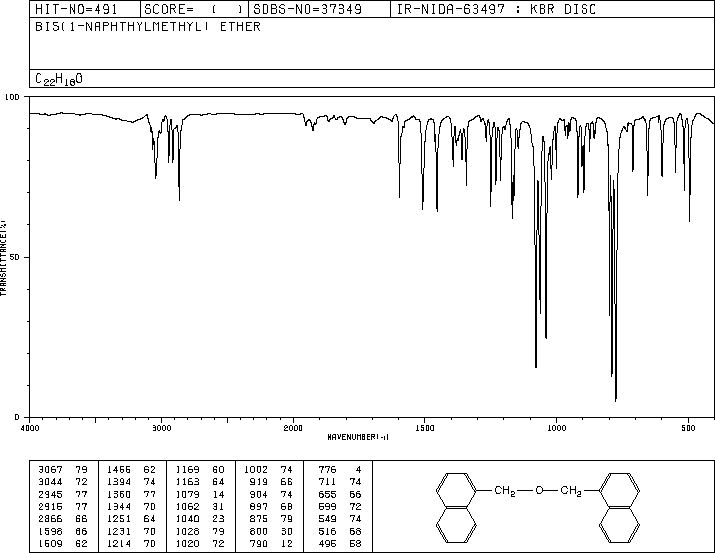 HIT-NO=491 SCORE= ( ) SDBS-NO=37349 IR-NIDA-63497 : KBR DISC
BIS(1-NAPHTHYLMETHYL) ETHER
C22H18O
100
50
0
TRANSMITTANCE(%)
4000 3000 2000 1500 1000 500
WAVENUMBER(-1)
3067 79 1466 62 1169 60 1002 74 776 4
3044 72 1394 74 1163 64 919 66 711 74
2945 77 1360 77 1079 14 904 74 655 66
2915 77 1344 70 1062 31 897 68 599 72
2866 66 1251 64 1040 23 875 79 549 74
1598 66 1231 70 1028 79 800 30 516 68
1509 62 1214 70 1020 72 790 12 495 58
CH2 O CH2